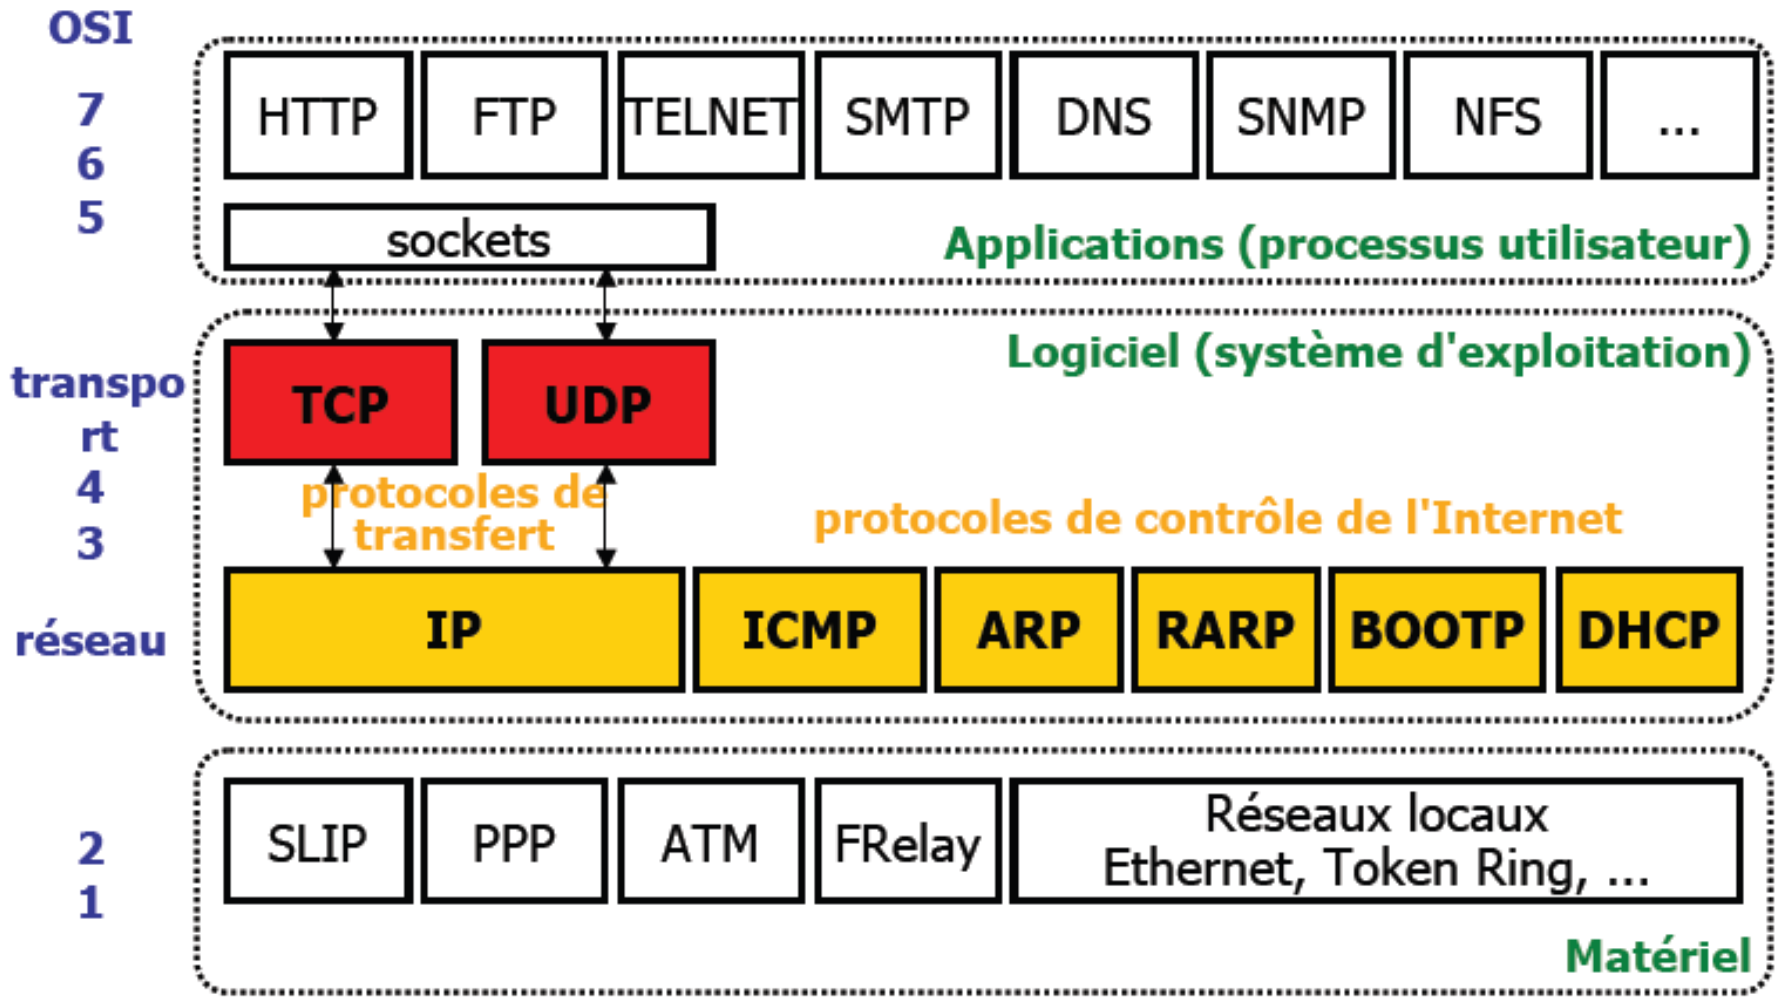 OSI
7
6
5
HTTP
FTP
TELNET
SMTP
DNS
SNMP
NFS
...
sockets
Applications (processus utilisateur)
Logiciel (système d'exploitation)
transpo
rt
4
3
TCP
UDP
protocoles de
transfert
protocoles de contrôle de l'Internet
réseau
IP
ICMP
ARP
RARP
BOOTP
DHCP
2
1
SLIP
PPP
ATM
FRelay
Réseaux locaux
Ethernet, Token Ring, ...
Matériel